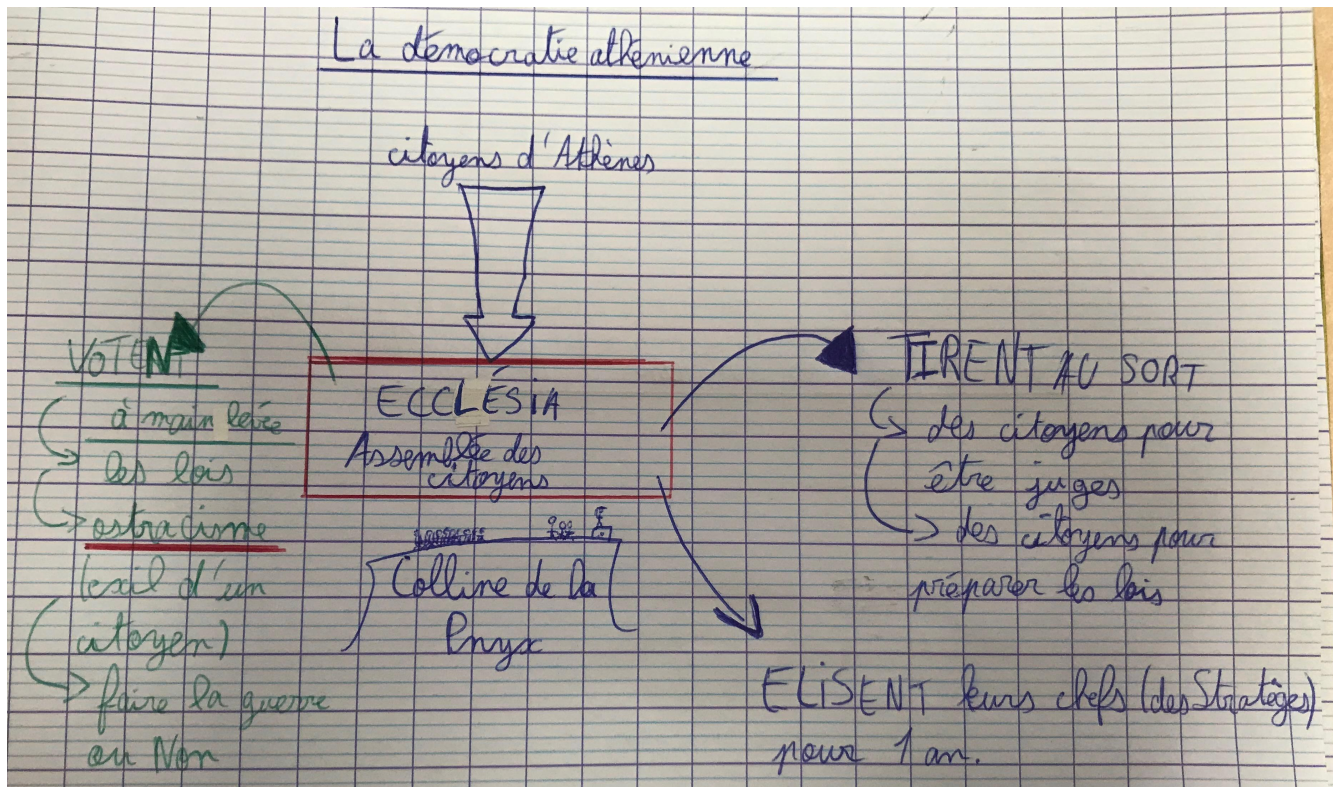 La démocratie athénienne
citoyens d'Athènes
VOTENT
à main levée
les lois
ostracisme
(exil d'un
citoyen)
faire la guerre
ou Non
ECCLÉSIA
Assemblée des
citoyens
Colline de la
Pnyx
TIRENT AU SORT
des citoyens pour
être juges
des citoyens pour
préparer les lois
ELISENT leurs chefs (des Stratèges)
pour 1 an.